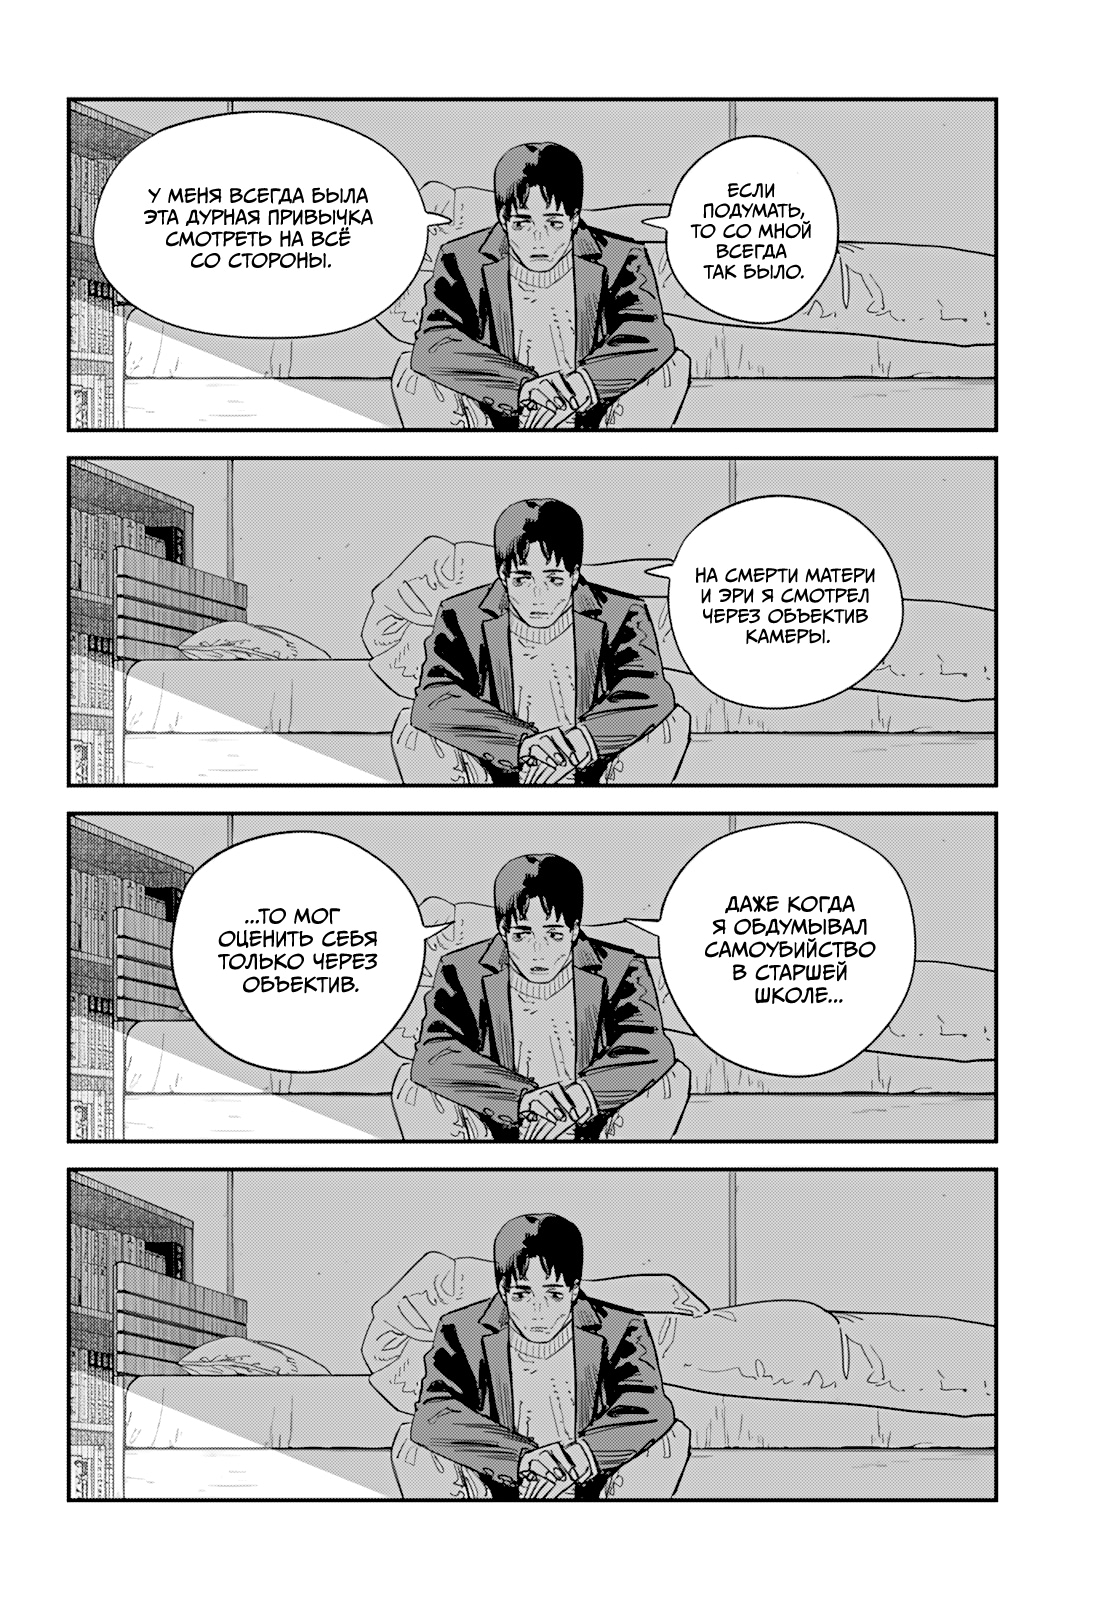 ЕСЛИ
ПОДУМАТЬ,
ТО СО МНОЙ
ВСЕГДА
ТАК БЫЛО.
У МЕНЯ ВСЕГДА БЫЛА
ЭТА ДУРНАЯ ПРИВЫЧКА
СМОТРЕТЬ НА ВСЁ
СО СТОРОНЫ.
НА СМЕРТИ МАТЕРИ
И ЭРИ Я СМОТРЕЛ
ЧЕРЕЗ ОБЪЕКТИВ
КАМЕРЫ.
ДАЖЕ КОГДА
Я ОБДУМЫВАЛ
САМОУБИЙСТВО
В СТАРШЕЙ
ШКОЛЕ...
...ТО МОГ
ОЦЕНИТЬ СЕБЯ
ТОЛЬКО ЧЕРЕЗ
ОБЪЕКТИВ.